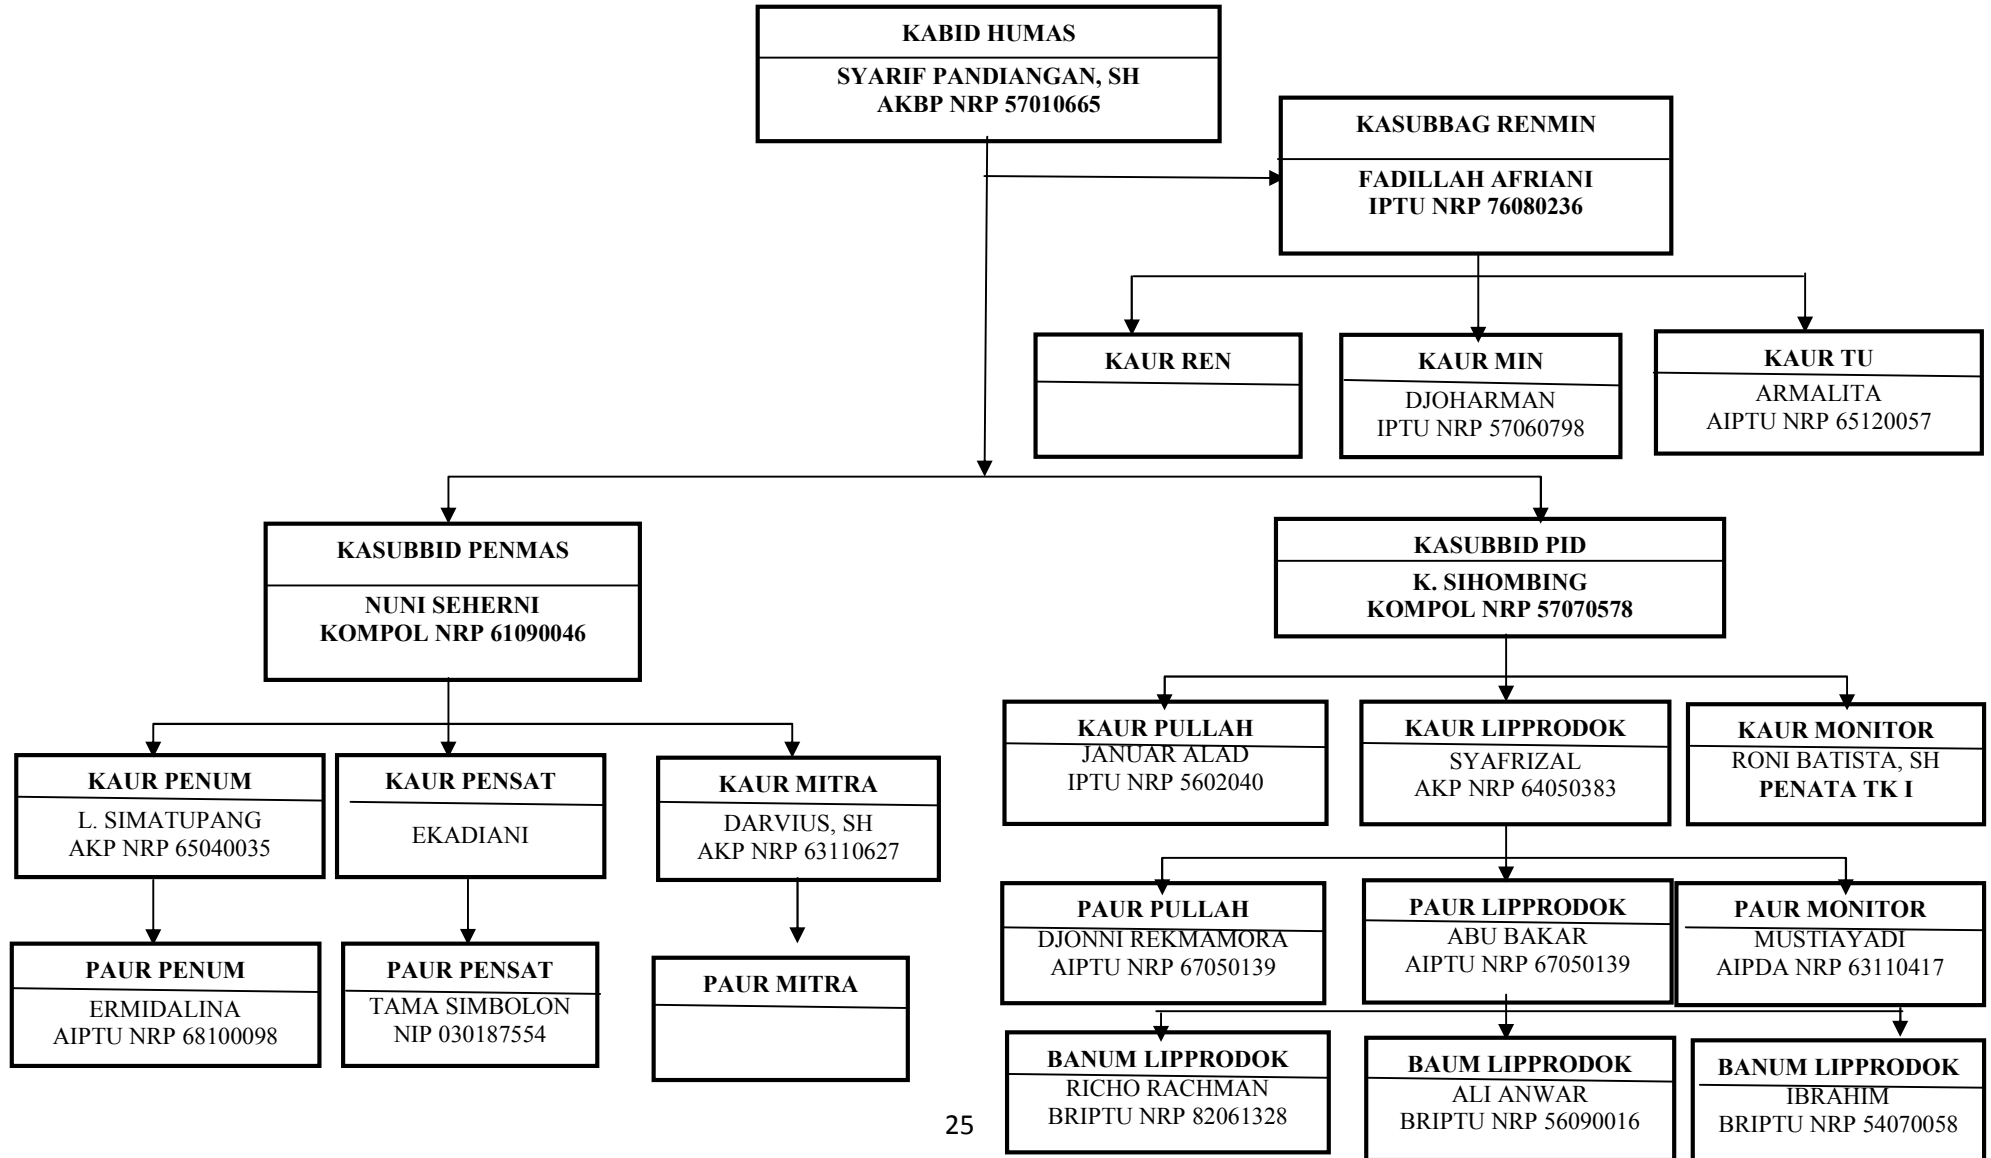 KABID HUMAS
SYARIF PANDIANGAN, SH
AKBP NRP 57010665
KASUBBAG RENMIN
FADILLAH AFRIANI
IPTU NRP 76080236
KAUR REN
KAUR MIN
DJOHARMAN
IPTU NRP 57060798
KAUR TU
ARMALITA
AIPTU NRP 65120057
KASUBBID PENMAS
NUNI SEHERNI
KOMPOL NRP 61090046
KASUBBID PID
K. SIHOMBING
KOMPOL NRP 57070578
KAUR PENUM
L. SIMATUPANG
AKP NRP 65040035
KAUR PENSAT
EKADIANI
KAUR MITRA
DARVIUS, SH
AKP NRP 63110627
KAUR PULLAH
JANUAR ALAD
IPTU NRP 5602040
KAUR LIPPRODOK
SYAFRIZAL
AKP NRP 64050383
KAUR MONITOR
RONI BATISTA, SH
PENATA TK I
PAUR PENUM
ERMIDALINA
AIPTU NRP 68100098
PAUR PENSAT
TAMA SIMBOLON
NIP 030187554
PAUR MITRA
PAUR PULLAH
DJONNI REKMAMORA
AIPTU NRP 67050139
PAUR LIPPRODOK
ABU BAKAR
AIPTU NRP 67050139
PAUR MONITOR
MUSTIAYADI
AIPDA NRP 63110417
BANUM LIPPRODOK
RICHO RACHMAN
BRIPTU NRP 82061328
BAUM LIPPRODOK
ALI ANWAR
BRIPTU NRP 56090016
BANUM LIPPRODOK
IBRAHIM
BRIPTU NRP 54070058
25